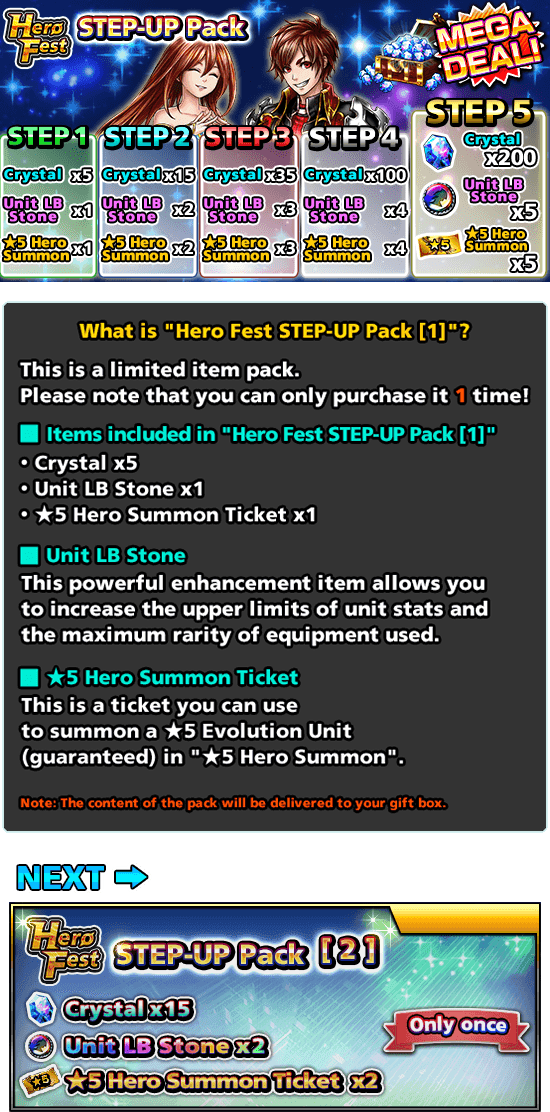 Hero Fest STEP-UP Pack
MEGA DEAL!
STEP 1
Crystal x5
Unit LB Stone x1
★5 Hero Summon x1
STEP 2
Crystal x15
Unit LB Stone x2
★5 Hero Summon x2
STEP 3
Crystal x35
Unit LB Stone x3
★5 Hero Summon x3
STEP 4
Crystal x100
Unit LB Stone x4
★5 Hero Summon x4
STEP 5
Crystal x200
Unit LB Stone x5
★5
★5 Hero Summon x5
What is "Hero Fest STEP-UP Pack [1]"?
This is a limited item pack.
Please note that you can only purchase it 1 time!
■ Items included in "Hero Fest STEP-UP Pack [1]"
• Crystal x5
• Unit LB Stone x1
• ★5 Hero Summon Ticket x1
■ Unit LB Stone
This powerful enhancement item allows you
to increase the upper limits of unit stats and
the maximum rarity of equipment used.
■ ★5 Hero Summon Ticket
This is a ticket you can use
to summon a ★5 Evolution Unit
(guaranteed) in "★5 Hero Summon".
Note: The content of the pack will be delivered to your gift box.
NEXT ➡
Hero Fest STEP-UP Pack [2]
Crystal x15
Only once
Unit LB Stone x2
★5
★5 Hero Summon Ticket x2